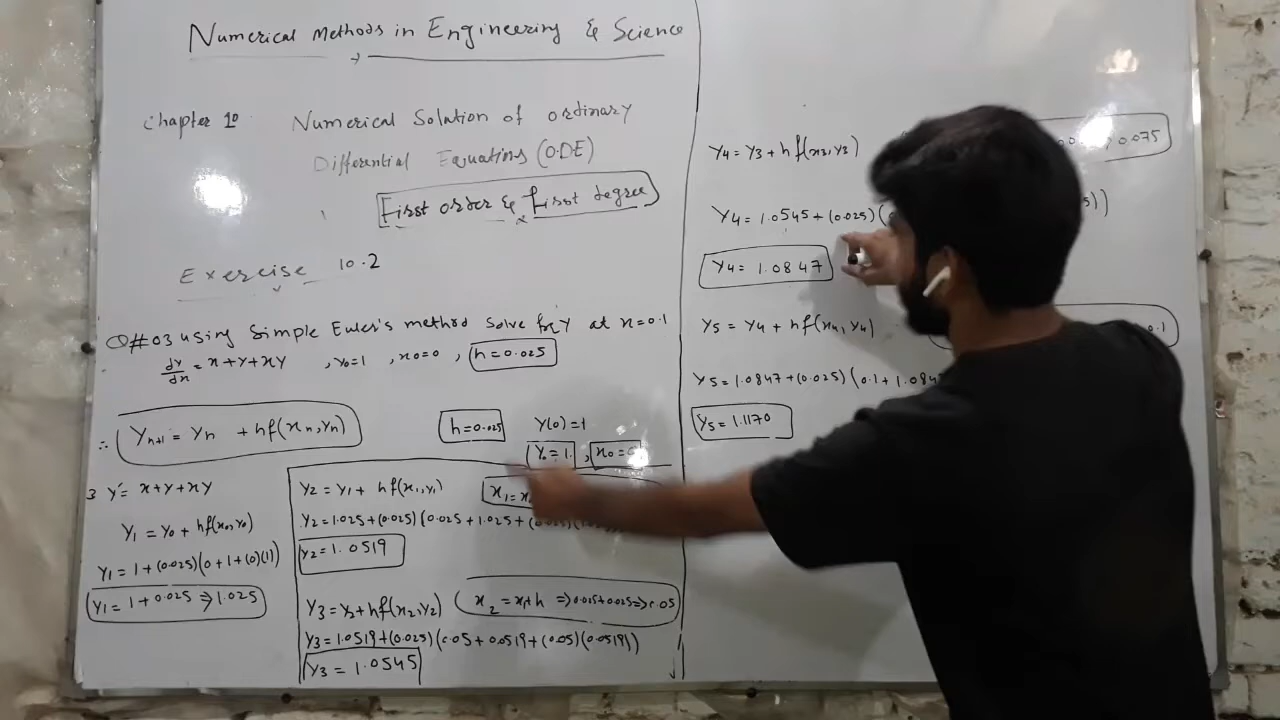 Numerical Methods in Engineering & Science
Chapter 10 Numerical Solution of ordinary
Differential Equations (O.D.E)
First order & first degree
Exercise 10.2
Q#03 using Simple Euler's method solve for y at x=0.1
dy/dx = x+y+xy , y0=1 , x0=0 , h=0.025
∴ Yn+1 = Yn + hf(xn,yn)
h=0.025 y(0)=1
y0=1. , x0=0
y'= x+y+xy
Y1 = Y0 + hf(x0,y0)
Y1 = 1+(0.025)(0+1+(0)(1)
Y1 = 1+0.025 ⇒ 1.025
Y2 = Y1 + hf(x1,y1) x1=
Y2=1.025+(0.025)(0.025+1.025+
Y2=1.0519
Y3=Y2+hf(x2,y2) x2 = x1+h ⇒0.025+0.025⇒0.05
Y3=1.0519+(0.025)(0.05+0.0519+(0.05)(0.0519))
Y3 = 1.0545
Y4=Y3+hf(x3,y3) 0.075
Y4=1.0545+(0.025)(
Y4=1.0847
Y5=Y4+hf(x4,y4) 0.1
Y5=1.0847+(0.025)(0.1+1.084
Y5=1.1170